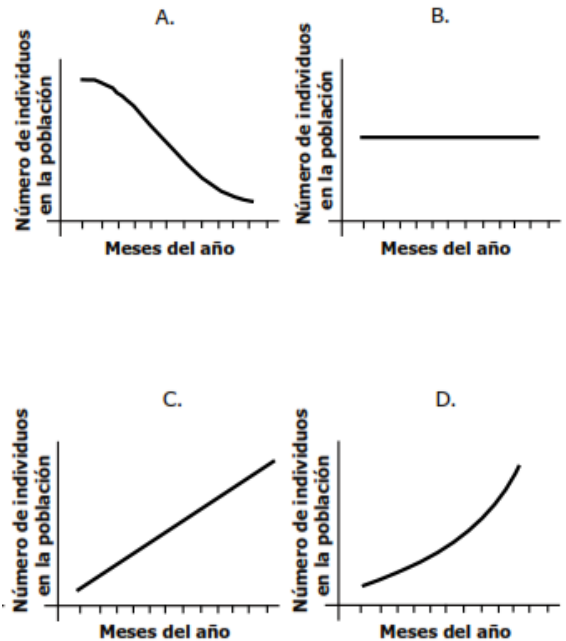 A.
B.
Número de individuos
en la población
Meses del año
Número de individuos
en la población
Meses del año
C.
D.
Número de individuos
en la población
Meses del año
Número de individuos
en la población
Meses del año